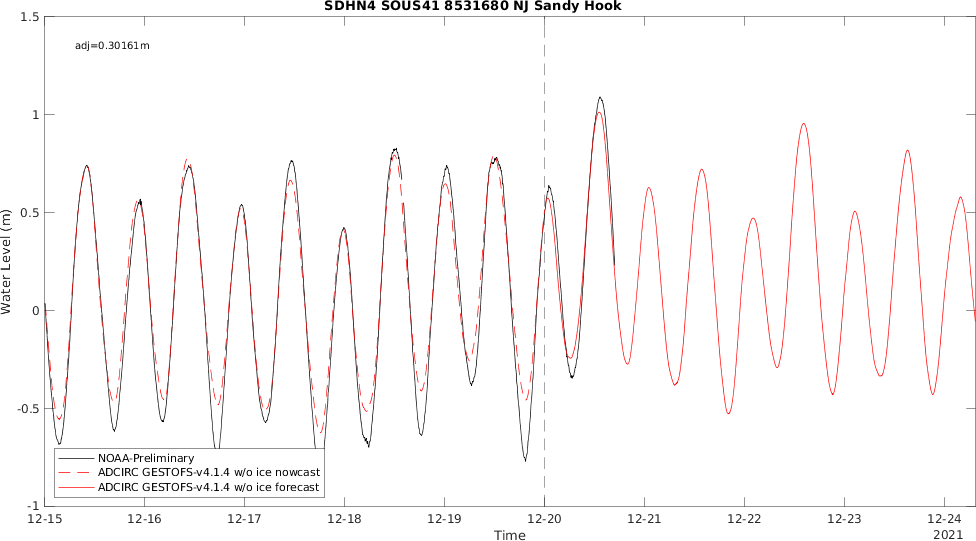 SDHN4 SOUS41 8531680 NJ Sandy Hook
1.5
adj=0.30161m
1
0.5
Water Level (m)
0
-0.5
NOAA-Preliminary
ADCIRC GESTOFS-v4.1.4 w/o ice nowcast
ADCIRC GESTOFS-v4.1.4 w/o ice forecast
-1
12-15 12-16 12-17 12-18 12-19 12-20 12-21 12-22 12-23 12-24
Time 2021